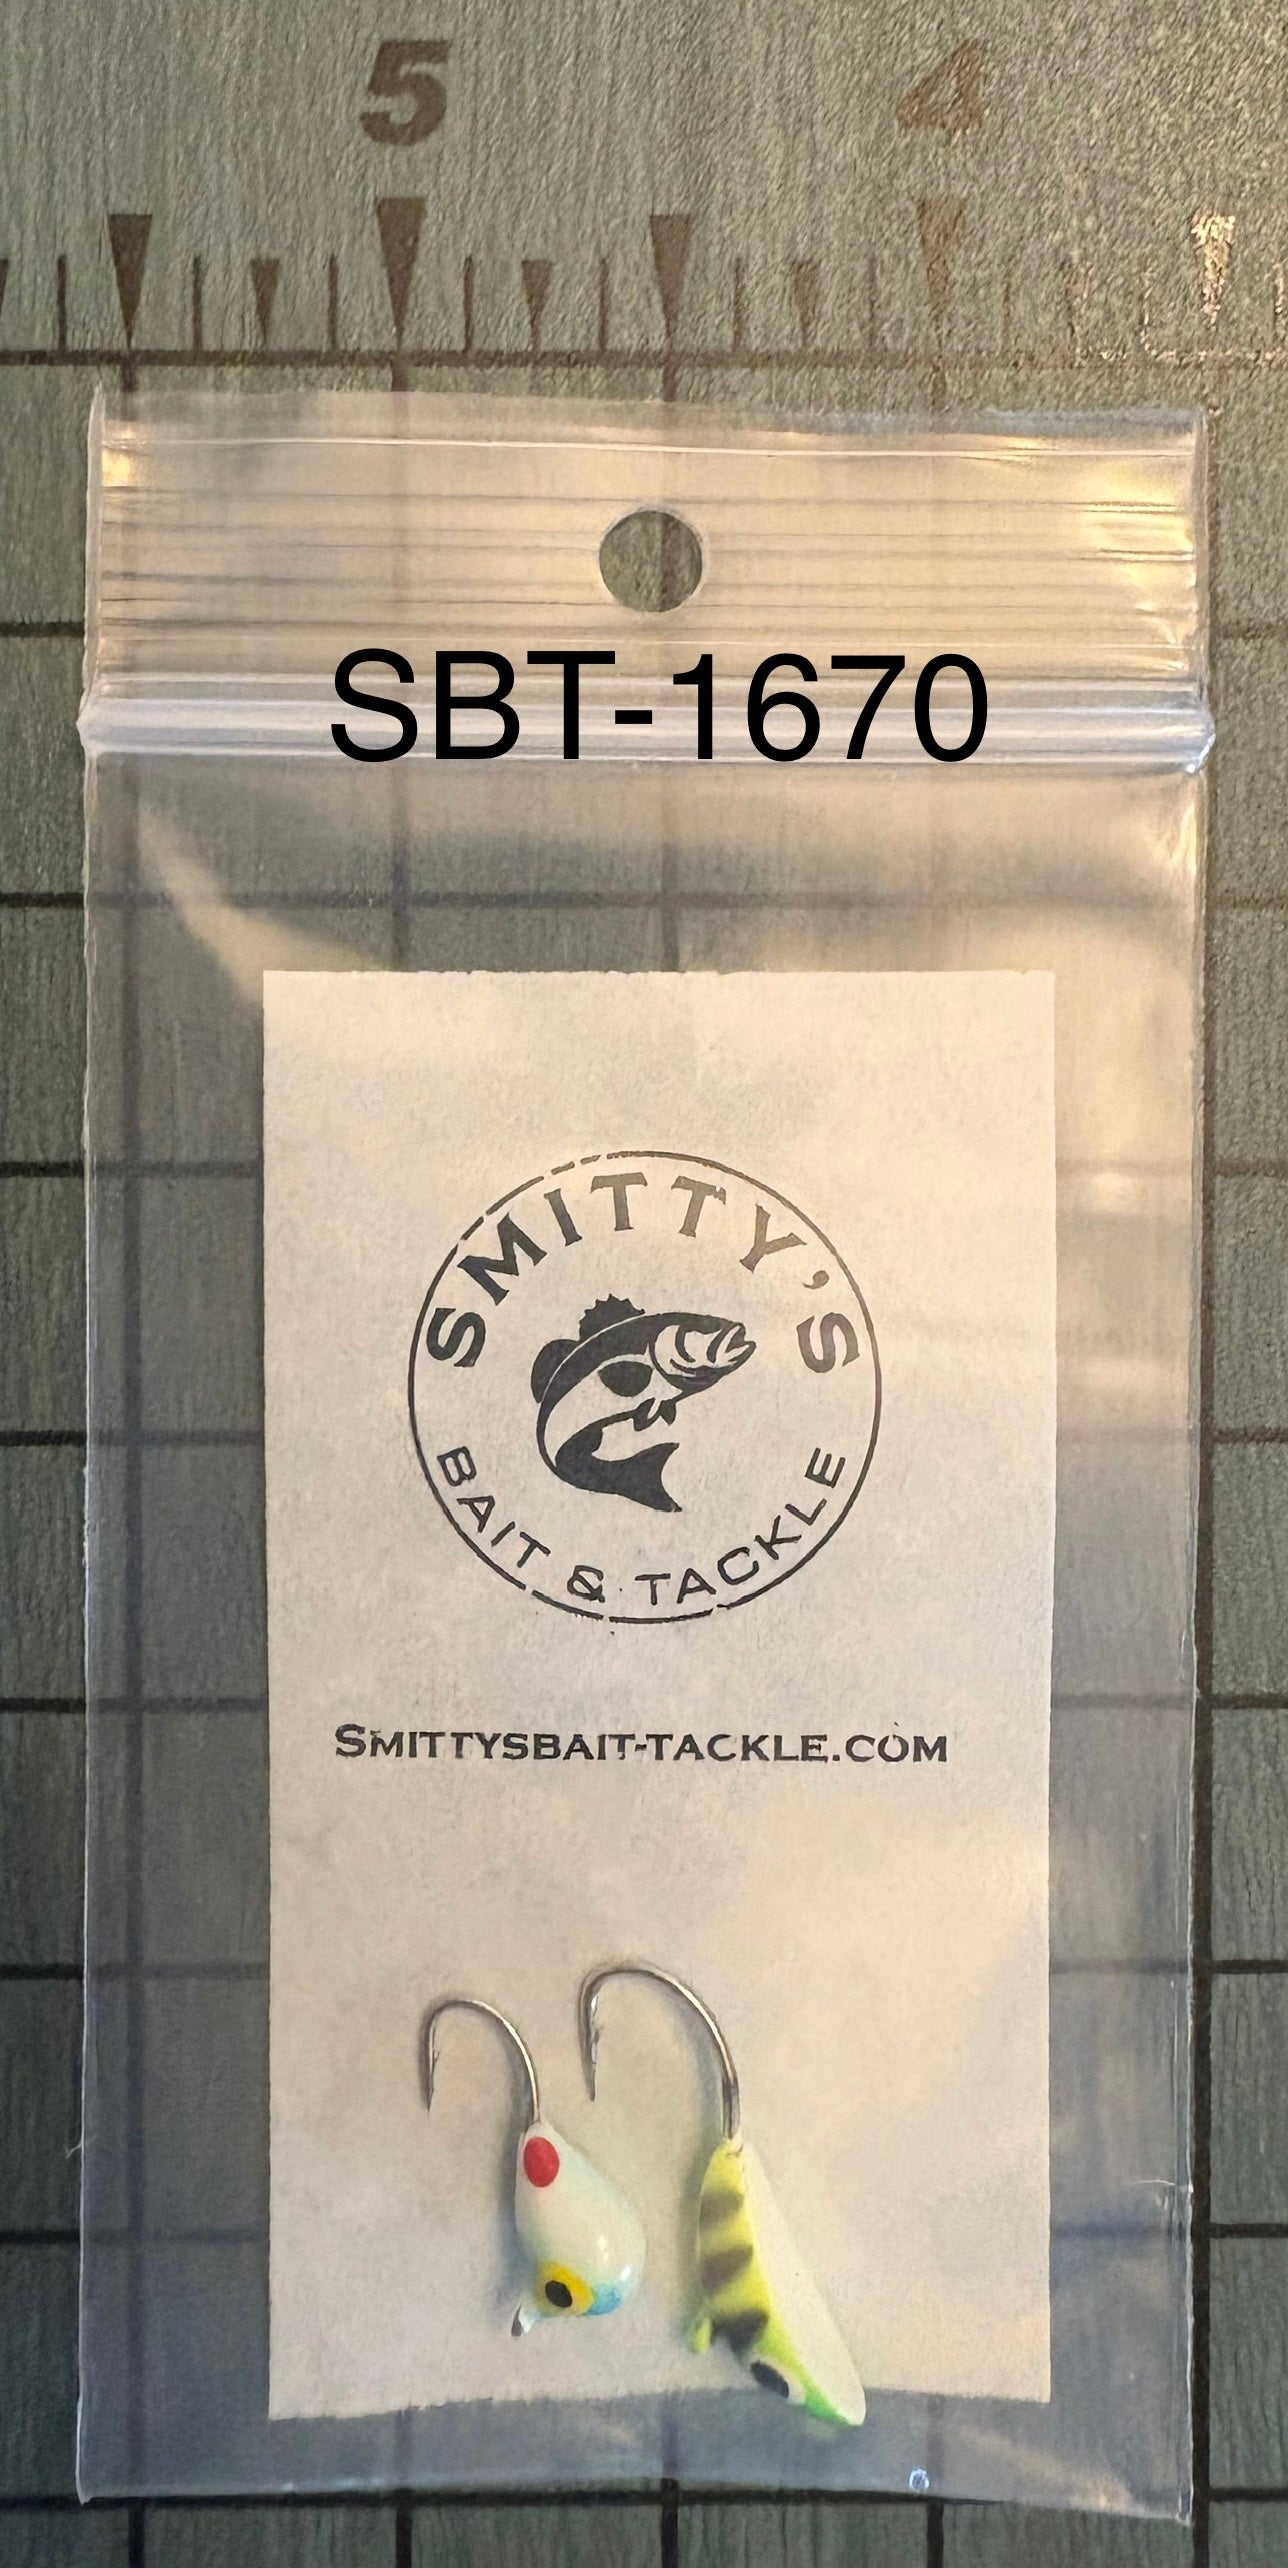 5 4
SBT-1670
SMITTY'S
BAIT & TACKLE
SMITTYSBAIT-TACKLE.COM